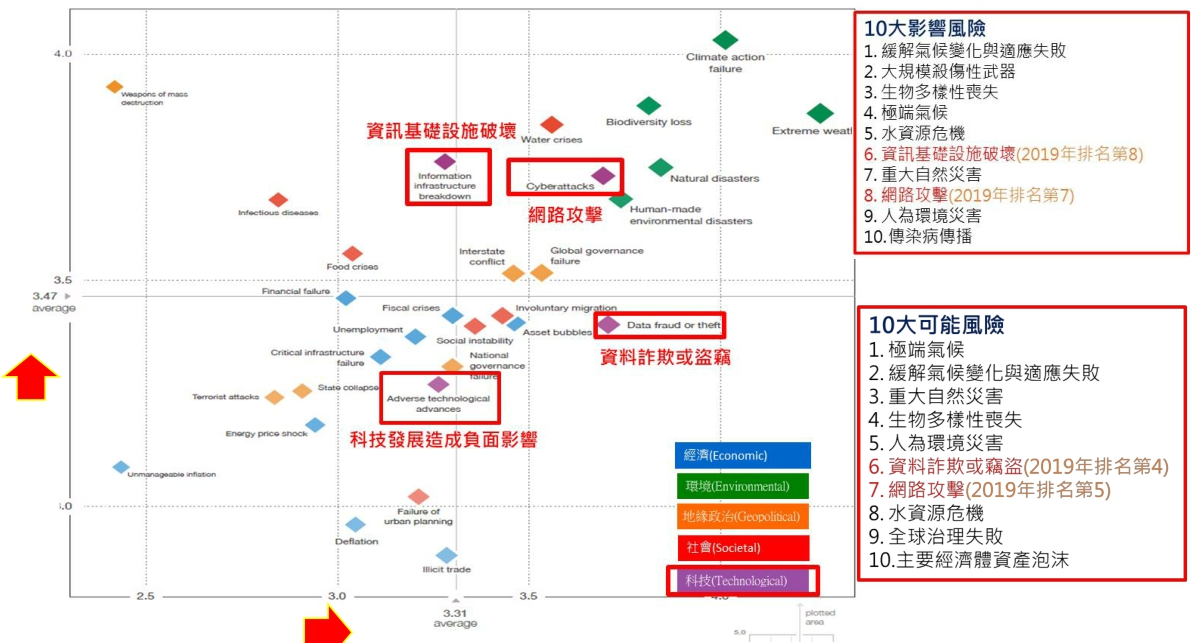 4.0
Climate action
failure
Weapons of mass
destruction
Biodiversity loss
Extreme weat
資訊基礎設施破壞
Water crises
Information
infrastructure
breakdown
Cyberattacks
Natural disasters
網路攻擊
Human-made
environmental disasters
Infectious diseases
Interstate
conflict
Global governance
failure
Food crises
3.5
3.47
average
Financial failure
Fiscal crises
Involuntary migration
Unemployment
Social instability
Asset bubbles
Data fraud or theft
資料詐欺或盜竊
Critical infrastructure
failure
National
governance
failure
Terrorist attacks
State collapse
Adverse technological
advances
Energy price shock
科技發展造成負面影響
Unmanageable inflation
Failure of
urban planning
Deflation
Illicit trade
經濟(Economic)
環境(Environmental)
地緣政治(Geopolitical)
社會(Societal)
科技(Technological)
2.5
3.0
3.5
3.31
average
plotted
area
5.0
10大影響風險
1. 緩解氣候變化與適應失敗
2. 大規模殺傷性武器
3. 生物多樣性喪失
4. 極端氣候
5. 水資源危機
6. 資訊基礎設施破壞(2019年排名第8)
7. 重大自然災害
8. 網路攻擊(2019年排名第7)
9. 人為環境災害
10.傳染病傳播
10大可能風險
1. 極端氣候
2. 緩解氣候變化與適應失敗
3. 重大自然災害
4. 生物多樣性喪失
5. 人為環境災害
6. 資料詐欺或竊盜(2019年排名第4)
7. 網路攻擊(2019年排名第5)
8. 水資源危機
9. 全球治理失敗
10.主要經濟體資產泡沫